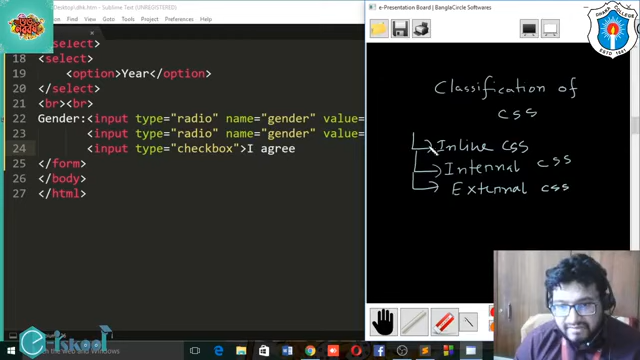 Desktop\dhk.htm - Sublime Text (UNREGISTERED)
Selection Find View Goto Tools Project Preferences Help
select>
18 <select>
19 <option>Year</option>
20 </select>
21 <br><br>
22 Gender:<input type="radio" name="gender" value=
23 <input type="radio" name="gender" value=
24 <input type="checkbox">I agree
25 </form>
26 </body>
27 </html>
e-Presentation Board / BanglaCircle Softwares
Classification of
css
Inline css
Internal css
External css